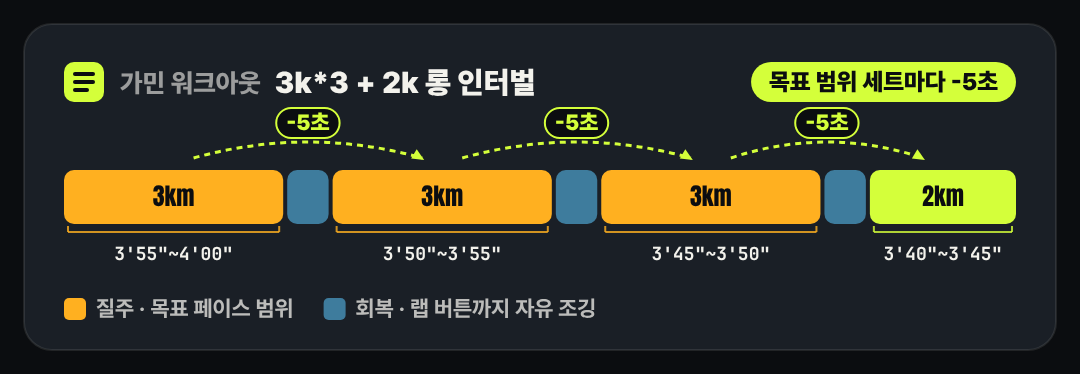 가민 워크아웃 3k*3 + 2k 롱 인터벌
목표 범위 세트마다 -5초
-5초 -5초 -5초
3km 3km 3km 2km
3'55"~4'00" 3'50"~3'55" 3'45"~3'50" 3'40"~3'45"
질주 · 목표 페이스 범위 회복 · 랩 버튼까지 자유 조깅